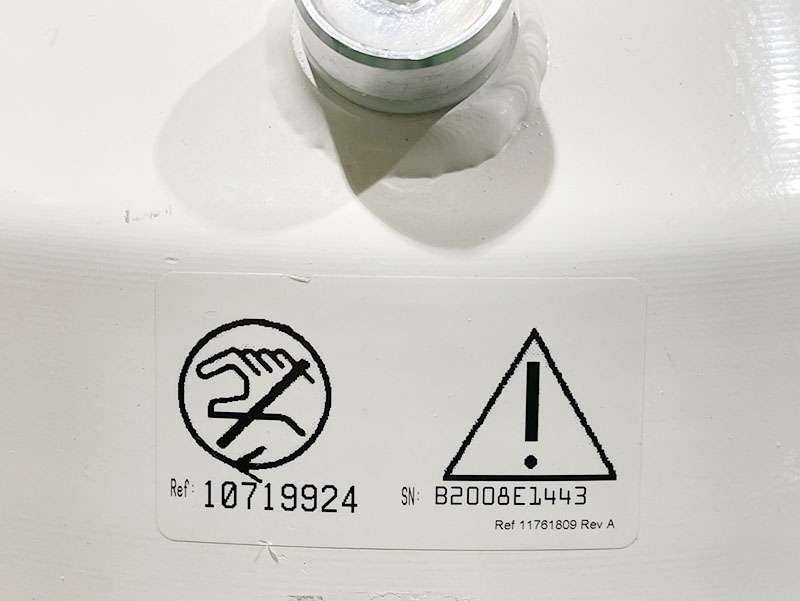 Ref: 10719924
SN: B2008E1443
Ref 11761809 Rev A